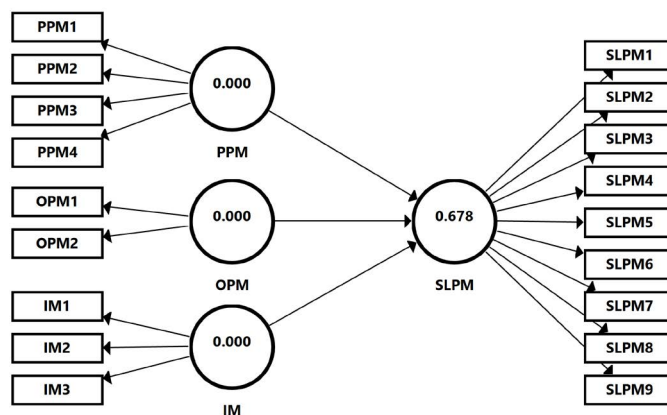 PPM1
PPM2
PPM3
PPM4
0.000
PPM
OPM1
OPM2
0.000
OPM
IM1
IM2
IM3
0.000
IM
0.678
SLPM
SLPM1
SLPM2
SLPM3
SLPM4
SLPM5
SLPM6
SLPM7
SLPM8
SLPM9